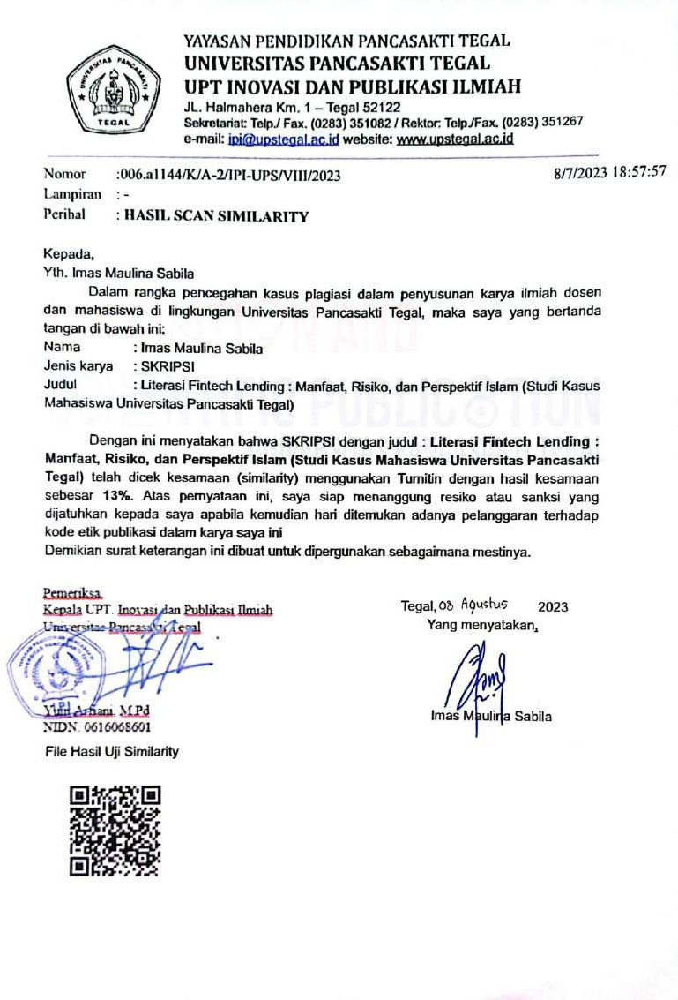 YAYASAN PENDIDIKAN PANCASAKTI TEGAL
UNIVERSITAS PANCASAKTI TEGAL
UPT INOVASI DAN PUBLIKASI ILMIAH
JL. Halmahera Km. 1 – Tegal 52122
Sekretariat: Telp./ Fax. (0283) 351082 / Rektor: Telp./Fax. (0283) 351267
e-mail: ipi@upstegal.ac.id website: www.upstegal.ac.id
UNIVERSITAS PANCASAKTI
TEGAL
Nomor :006.a1144/K/A-2/IPI-UPS/VIII/2023 8/7/2023 18:57:57
Lampiran : -
Perihal : HASIL SCAN SIMILARITY
Kepada,
Yth. Imas Maulina Sabila
Dalam rangka pencegahan kasus plagiasi dalam penyusunan karya ilmiah dosen
dan mahasiswa di lingkungan Universitas Pancasakti Tegal, maka saya yang bertanda
tangan di bawah ini:
Nama : Imas Maulina Sabila
Jenis karya : SKRIPSI
Judul : Literasi Fintech Lending : Manfaat, Risiko, dan Perspektif Islam (Studi Kasus
Mahasiswa Universitas Pancasakti Tegal)
Dengan ini menyatakan bahwa SKRIPSI dengan judul : Literasi Fintech Lending :
Manfaat, Risiko, dan Perspektif Islam (Studi Kasus Mahasiswa Universitas Pancasakti
Tegal) telah dicek kesamaan (similarity) menggunakan Turnitin dengan hasil kesamaan
sebesar 13%. Atas pernyataan ini, saya siap menanggung resiko atau sanksi yang
dijatuhkan kepada saya apabila kemudian hari ditemukan adanya pelanggaran terhadap
kode etik publikasi dalam karya saya ini
Demikian surat keterangan ini dibuat untuk dipergunakan sebagaimana mestinya.
Pemeriksa,
Kepala UPT. Inovasi dan Publikasi Ilmiah
Universitas Pancasakti Tegal
M.Pd
NIDN. 0616068601
Tegal, 08 Agustus 2023
Yang menyatakan,
Imas Maulina Sabila
File Hasil Uji Similarity